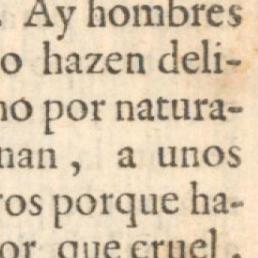 . Ay hombres
o hazen deli-
no por natura-
nan, a unos
ros porque ha-
or que cruel.